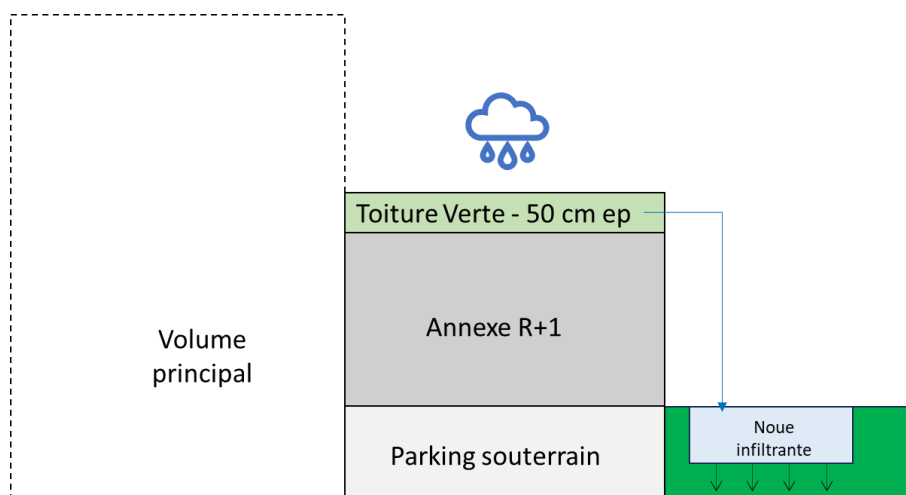 Toiture Verte - 50 cm ep
Annexe R+1
Volume
principal
Parking souterrain
Noue
infiltrante